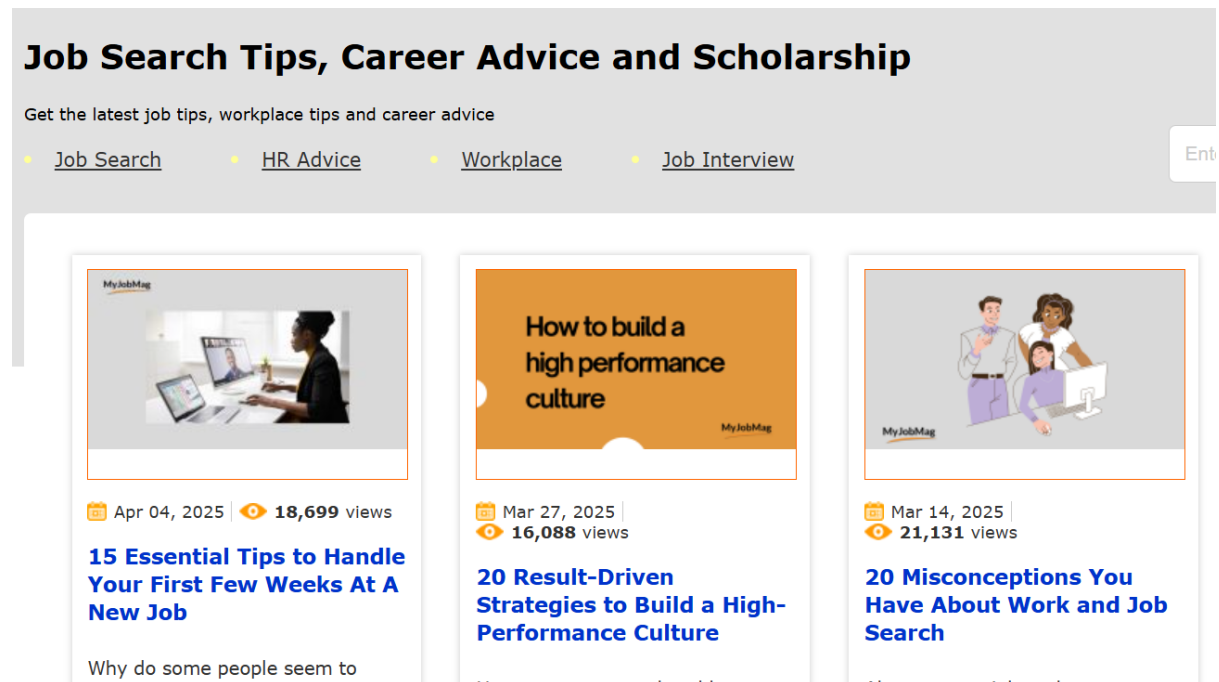 Job Search Tips, Career Advice and Scholarship
Get the latest job tips, workplace tips and career advice
Job Search
HR Advice
Workplace
Job Interview
MyJobMag
Apr 04, 2025
18,699 views
15 Essential Tips to Handle
Your First Few Weeks At A
New Job
Why do some people seem to
How to build a
high performance
culture
MyJobMag
Mar 27, 2025
16,088 views
20 Result-Driven
Strategies to Build a High-
Performance Culture
MyJobMag
Mar 14, 2025
21,131 views
20 Misconceptions You
Have About Work and Job
Search